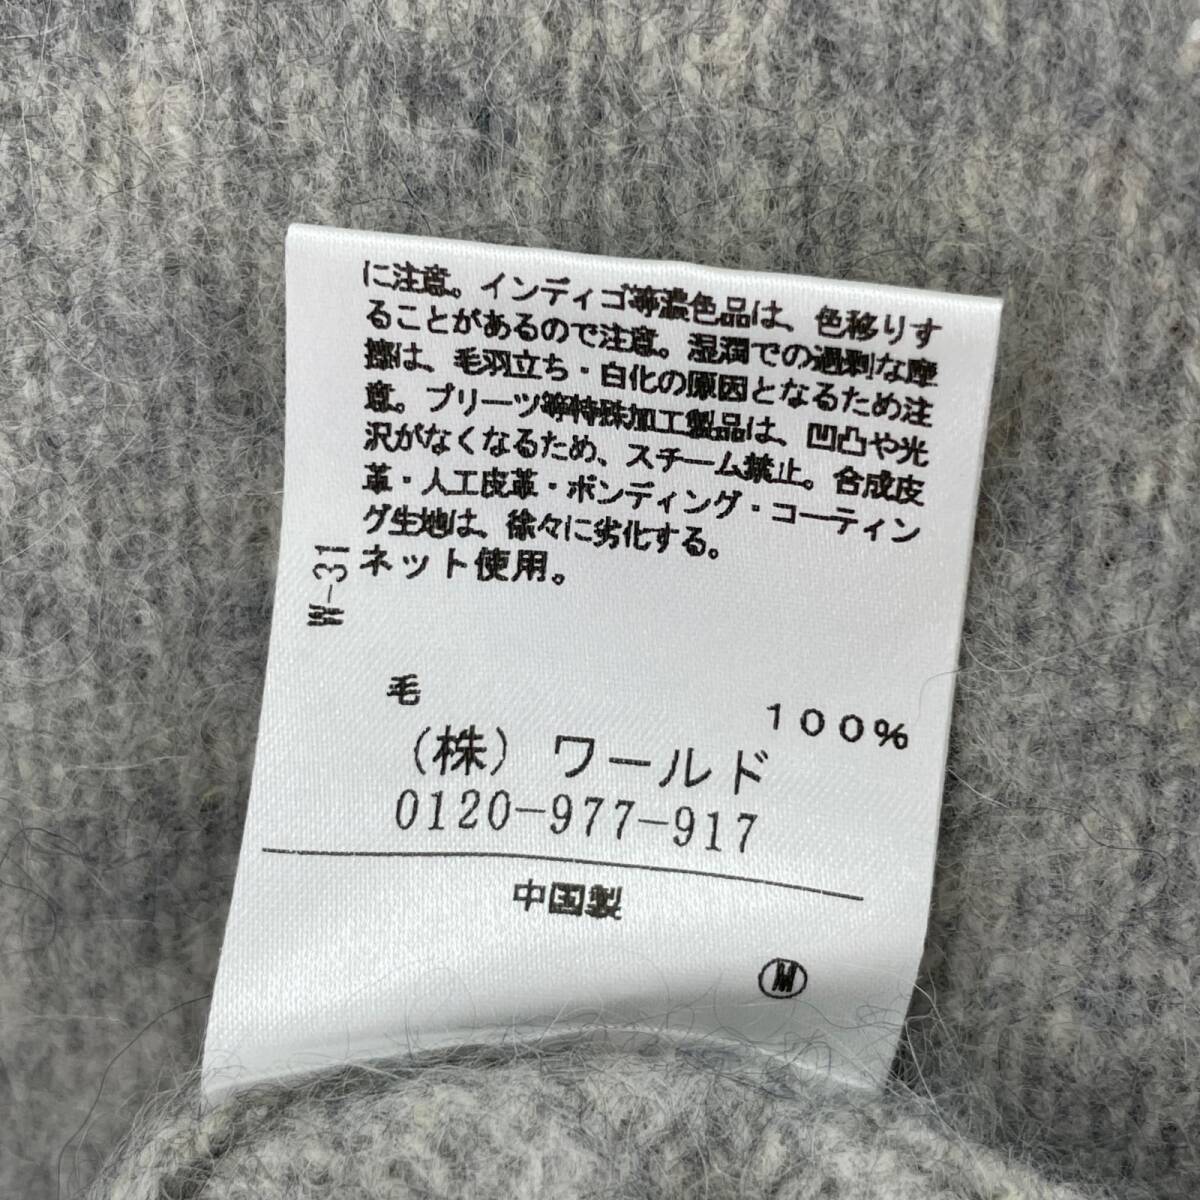 に注意。インディゴ等濃色品は、色移りす
ることがあるので注意。湿潤での過剰な摩
擦は、毛羽立ち・白化の原因となるため注
意。プリーツ等特殊加工製品は、凹凸や光
沢がなくなるため、スチーム禁止。合成皮
革・人工皮革・ボンディング・コーティン
グ生地は、徐々に劣化する。
ネット使用。
W-31
毛 100%
(株) ワールド
0120-977-917
中国製
M